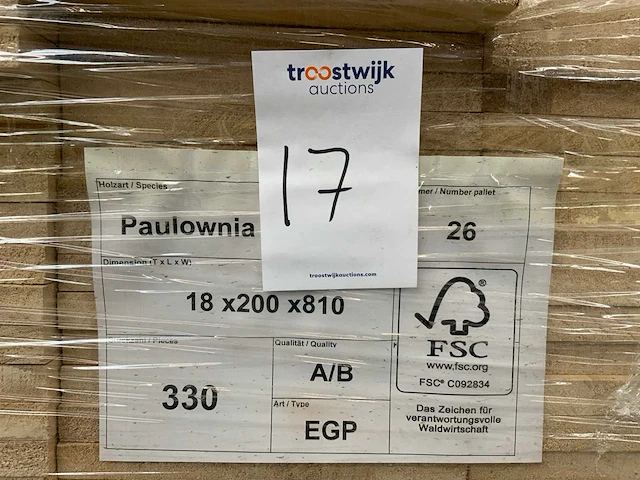 troostwijk
auctions
17
troostwijkauctions.com
Holzart / Species
Paulownia
mer / Number pallet
26
Dimension (T x L x W)
18 x200 x810
/ Pieces
330
Qualität / Quality
A/B
Art / Type
EGP
FSC
www.fsc.org
FSC® C092834
Das Zeichen für
verantwortungsvolle
Waldwirtschaft